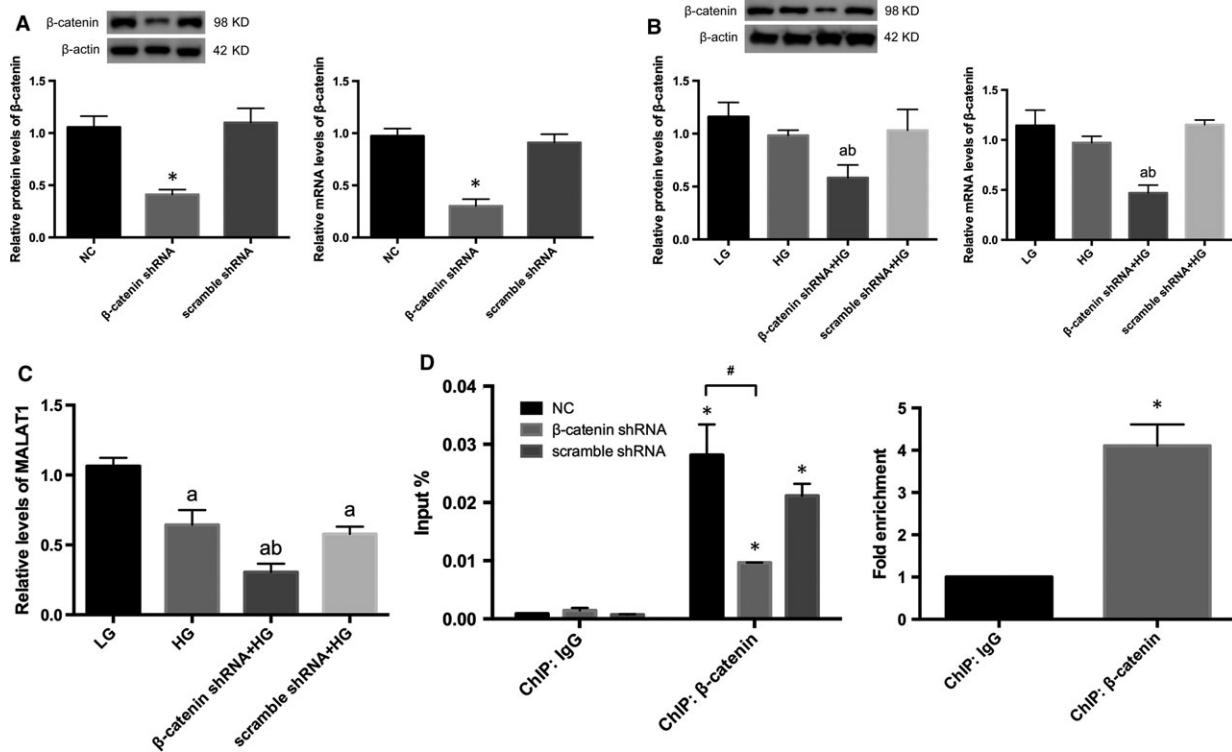 A
β-catenin
98 KD
β-actin
42 KD
Relative protein levels of β-catenin
1.5
1.0
0.5
0.0
*
NC
β-catenin shRNA
scramble shRNA
Relative mRNA levels of β-catenin
1.5
1.0
0.5
0.0
*
NC
β-catenin shRNA
scramble shRNA
B
β-catenin
98 KD
β-actin
42 KD
Relative protein levels of β-catenin
1.5
1.0
0.5
0.0
ab
LG
HG
β-catenin shRNA+HG
scramble shRNA+HG
Relative mRNA levels of β-catenin
1.5
1.0
0.5
0.0
ab
LG
HG
β-catenin shRNA+HG
scramble shRNA+HG
C
Relative levels of MALAT1
1.5
1.0
0.5
0.0
a
ab
a
LG
HG
β-catenin shRNA+HG
scramble shRNA+HG
D
Input %
0.04
0.03
0.02
0.01
0.00
NC
β-catenin shRNA
scramble shRNA
#
*
*
*
ChIP: IgG
ChIP: β-catenin
Fold enrichment
5
4
3
2
1
0
*
ChIP: IgG
ChIP: β-catenin